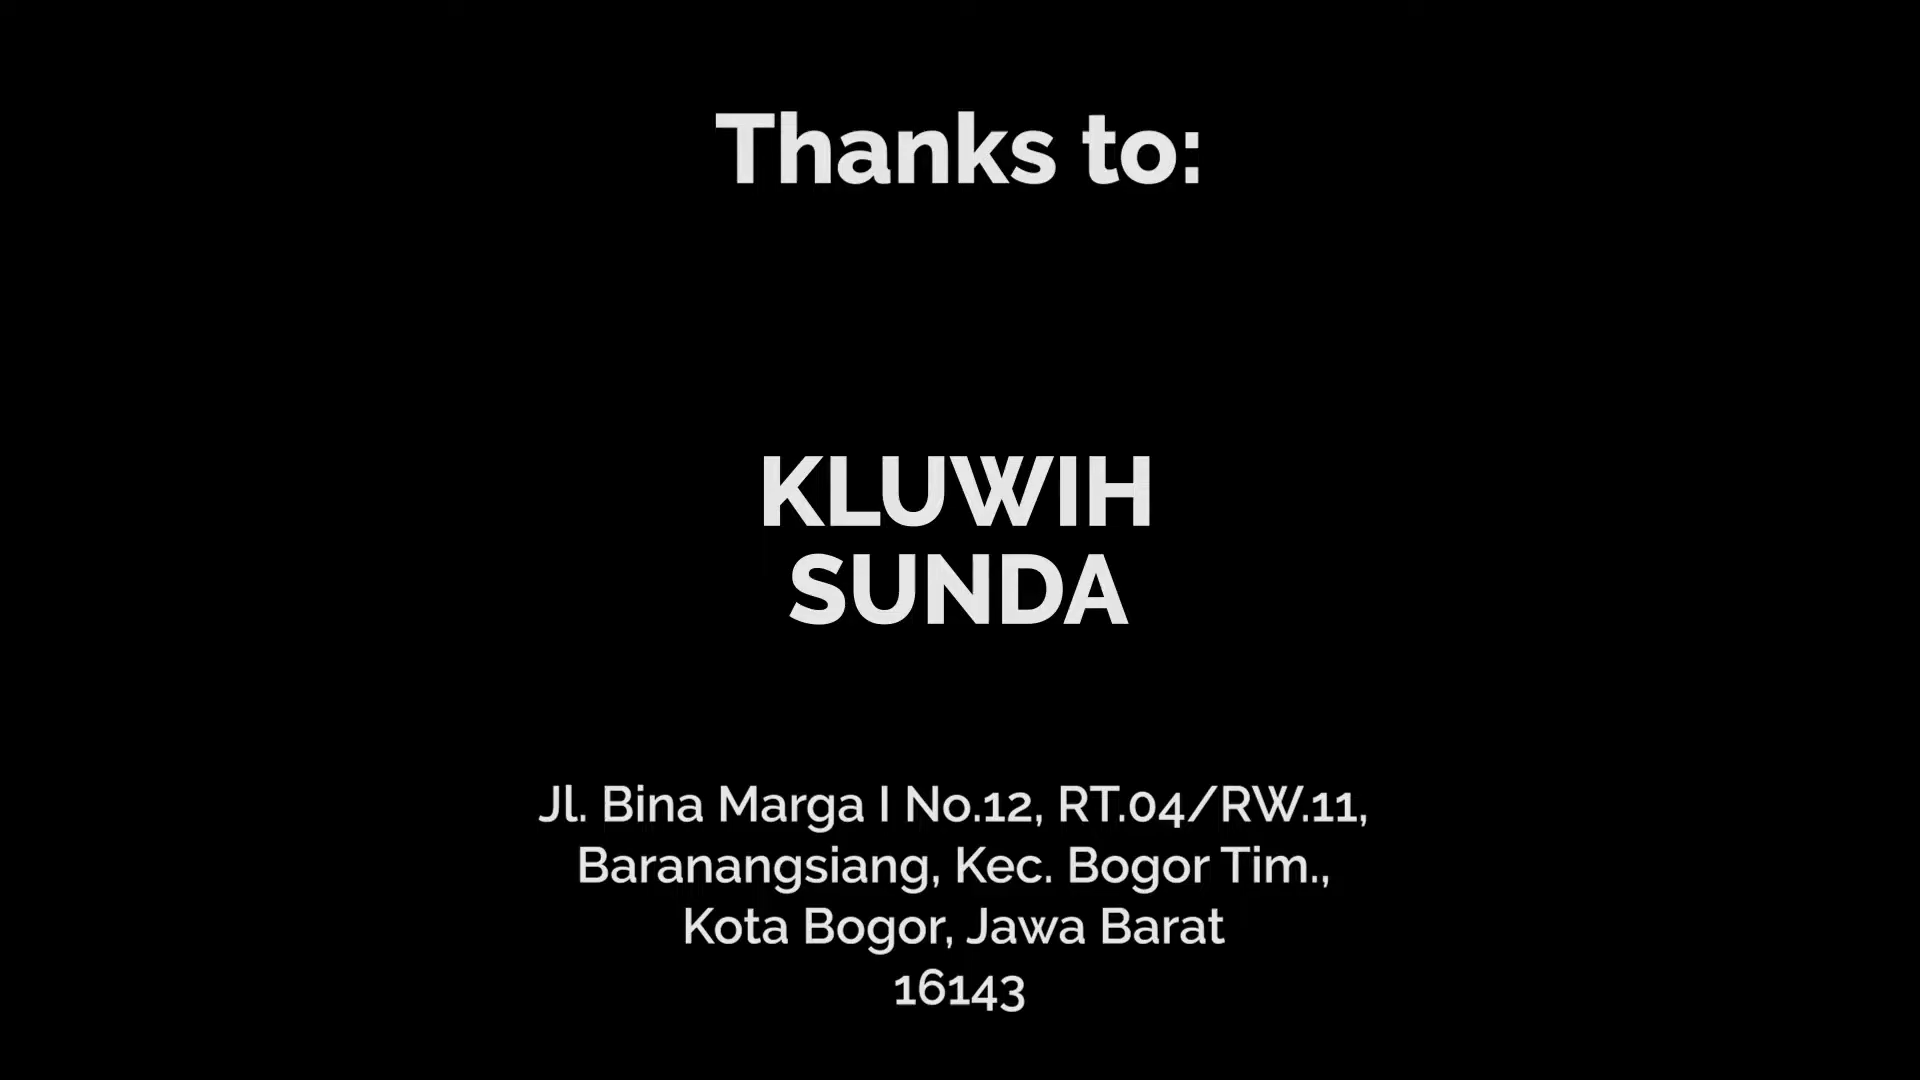 Thanks to:
KLUWIH
SUNDA
Jl. Bina Marga I No.12, RT.04/RW.11,
Baranangsiang, Kec. Bogor Tim.,
Kota Bogor, Jawa Barat
16143